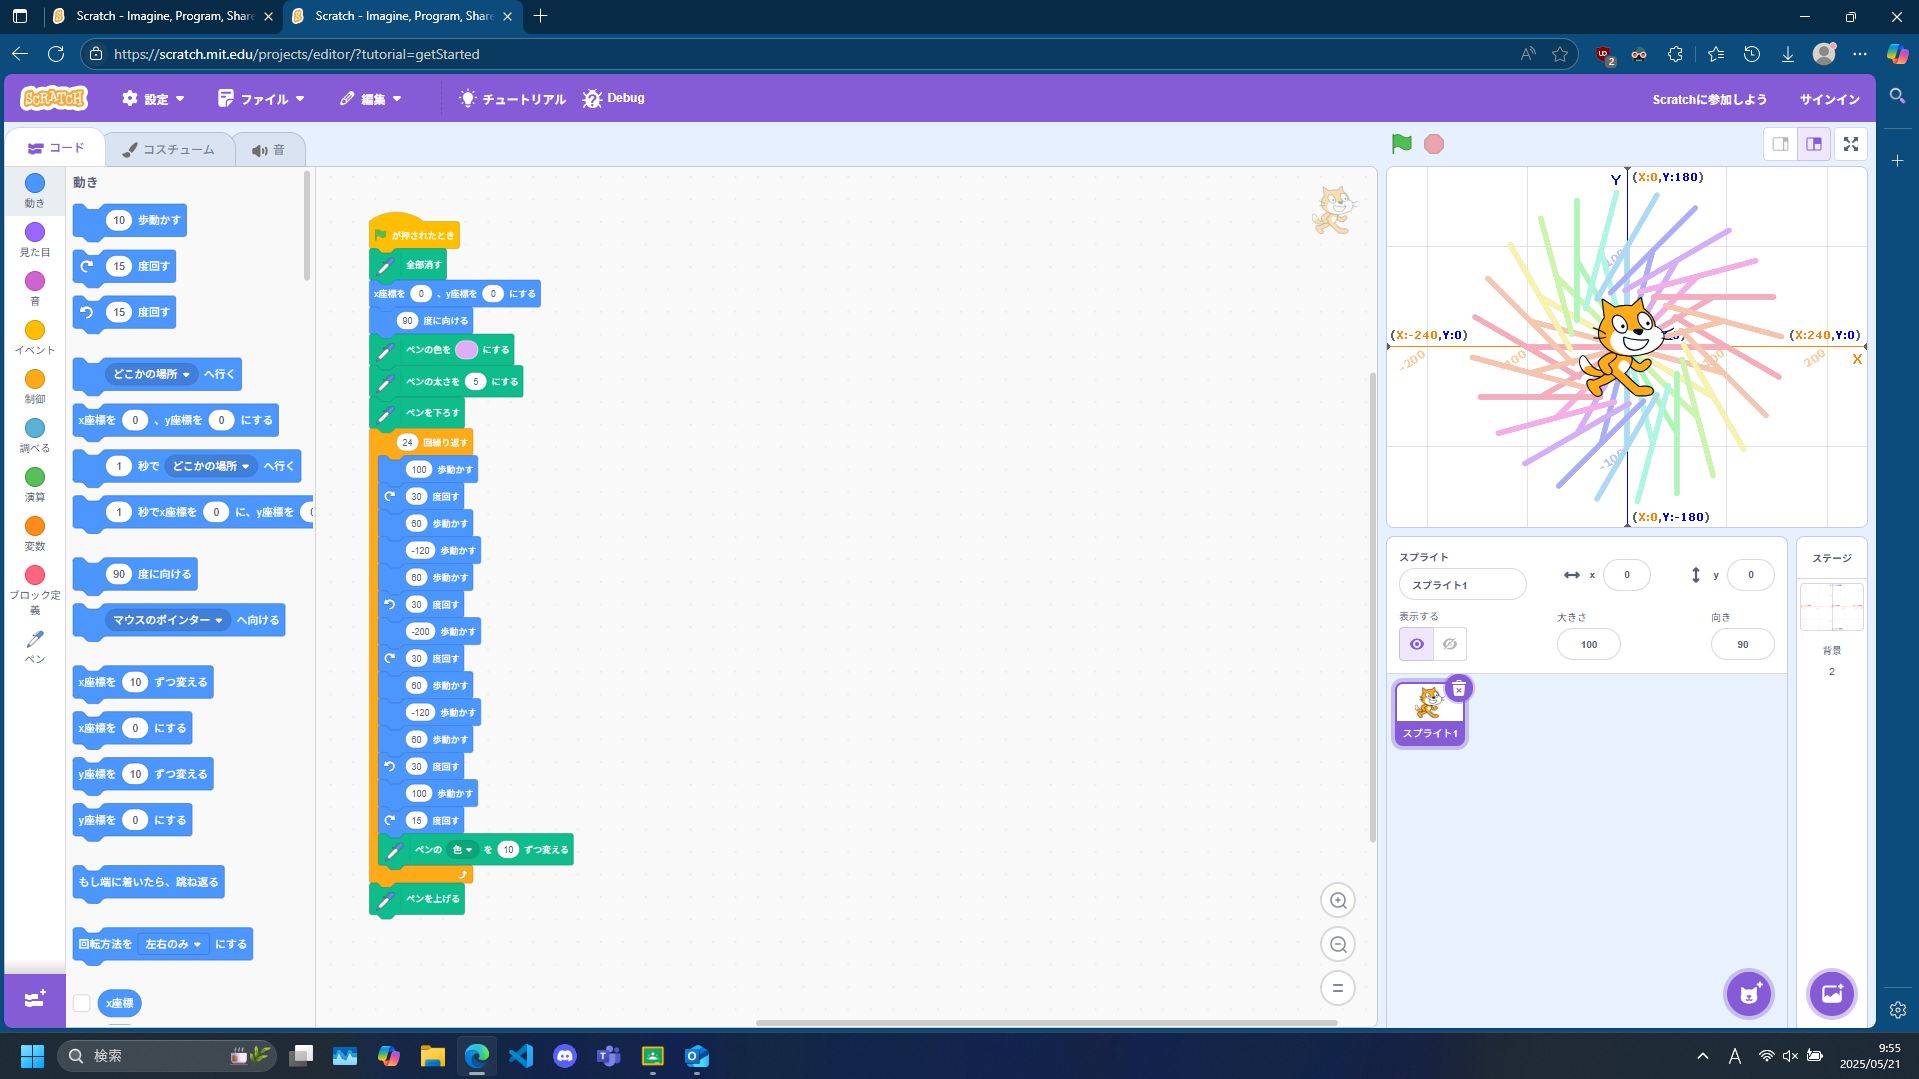 Scratch - Imagine, Program, Share
Scratch - Imagine, Program, Share
https://scratch.mit.edu/projects/editor/?tutorial=getStarted
2
SCRATCH
設定
ファイル
編集
チュートリアル
Debug
Scratchに参加しよう
サインイン
コード
コスチューム
音
動き
見た目
音
イベント
制御
調べる
演算
変数
ブロック定義
ペン
動き
10 歩動かす
15 度回す
15 度回す
どこかの場所 へ行く
x座標を 0 、y座標を 0 にする
1 秒で どこかの場所 へ行く
1 秒でx座標を 0 に、y座標を
90 度に向ける
マウスのポインター へ向ける
x座標を 10 ずつ変える
x座標を 0 にする
y座標を 10 ずつ変える
y座標を 0 にする
もし端に着いたら、跳ね返る
回転方法を 左右のみ にする
x座標
が押されたとき
全部消す
x座標を 0 、y座標を 0 にする
90 度に向ける
ペンの色を にする
ペンの太さを 5 にする
ペンを下ろす
24 回繰り返す
100 歩動かす
30 度回す
60 歩動かす
-120 歩動かす
60 歩動かす
30 度回す
-200 歩動かす
30 度回す
60 歩動かす
-120 歩動かす
60 歩動かす
30 度回す
100 歩動かす
15 度回す
ペンの 色 を 10 ずつ変える
ペンを上げる
Y
(X:0,Y:180)
100
(X:-240,Y:0)
(X:240,Y:0)
-200
-100
100
200
X
-100
(X:0,Y:-180)
スプライト
スプライト1
x 0
y 0
表示する
大きさ
100
向き
90
スプライト1
ステージ
背景
2
検索
A
9:55
2025/05/21